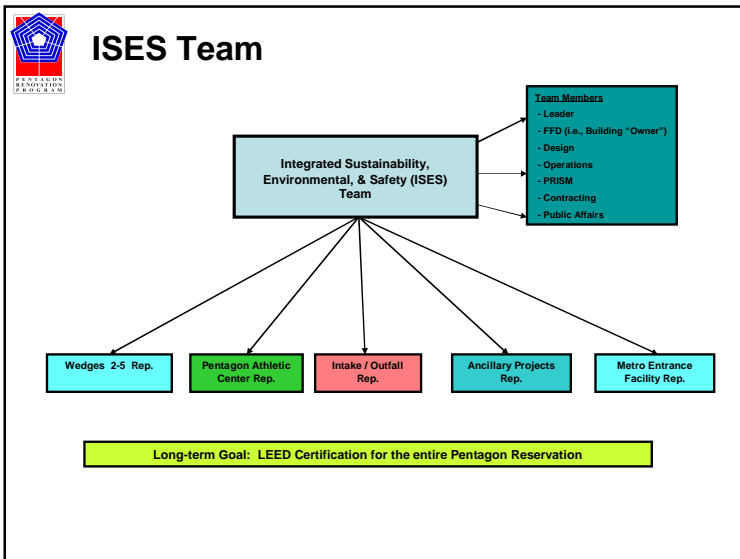 PENTAGON
RENOVATION
PROGRAM
ISES Team
Team Members
- Leader
- FFD (i.e., Building "Owner")
- Design
- Operations
- PRISM
- Contracting
- Public Affairs
Integrated Sustainability,
Environmental, & Safety (ISES)
Team
Wedges 2-5 Rep.
Pentagon Athletic
Center Rep.
Intake / Outfall
Rep.
Ancillary Projects
Rep.
Metro Entrance
Facility Rep.
Long-term Goal: LEED Certification for the entire Pentagon Reservation